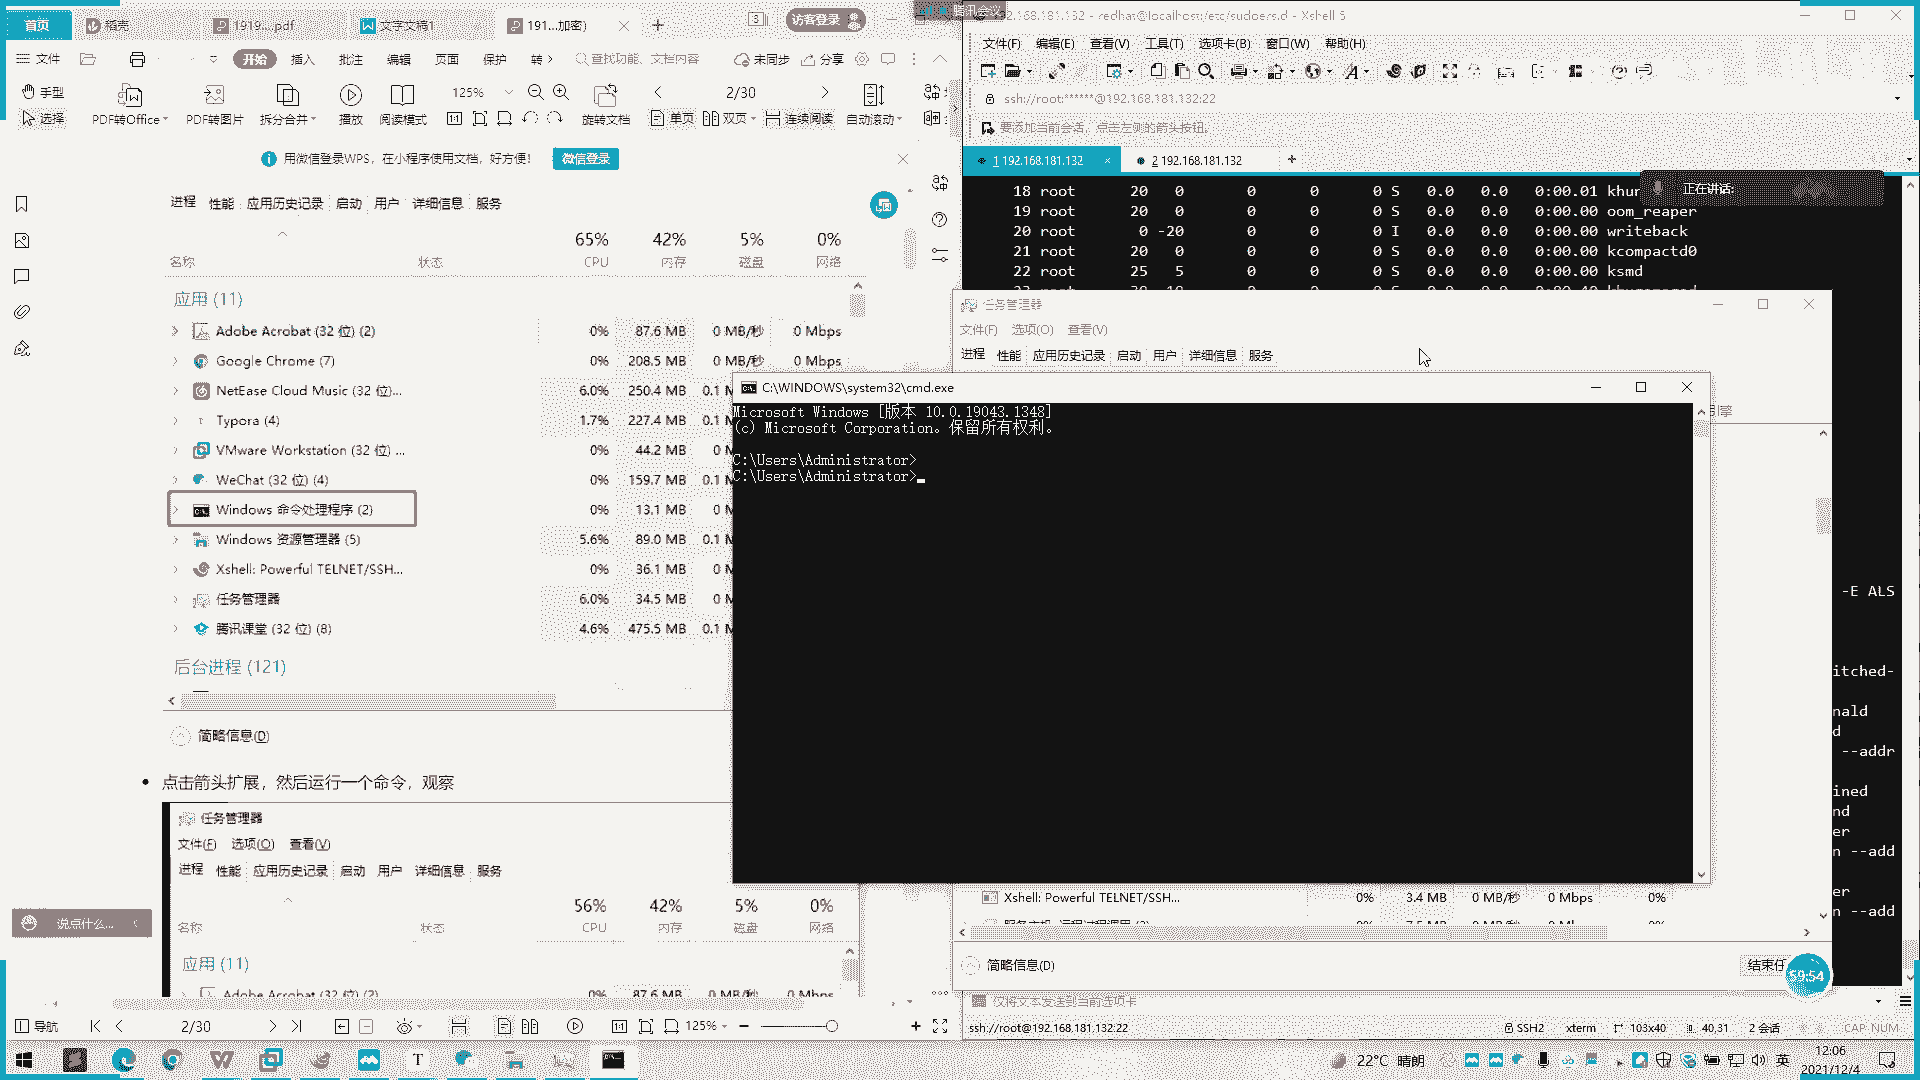 首页
稻壳
1919....pdf
文字文稿1
191...加密)
访客登录
文件
开始
插入
批注
编辑
页面
保护
转
查找功能、文档内容
未同步
分享
手型
选择
PDF转Office
PDF转图片
拆分合并
播放
阅读模式
125%
旋转文档
2/30
单页
双页
连续阅读
自动滚动
用微信登录WPS，在小程序使用文档，好方便！
微信登录
进程 性能 应用历史记录 启动 用户 详细信息 服务
65% 42% 5% 0%
名称 状态 CPU 内存 磁盘 网络
应用 (11)
Adobe Acrobat (32 位) (2) 0% 87.6 MB 0 MB/秒 0 Mbps
Google Chrome (7) 0% 208.5 MB 0 MB/秒 0 Mbps
NetEase Cloud Music (32 位)... 6.0% 250.4 MB 0.1 M
Typora (4) 1.7% 227.4 MB 0.1 M
VMware Workstation (32 位) ... 0% 44.2 MB 0 M
WeChat (32 位) (4) 0% 159.7 MB 0 M
Windows 命令处理程序 (2) 0% 13.1 MB 0 M
Windows 资源管理器 (5) 5.6% 89.0 MB 0.1 M
Xshell: Powerful TELNET/SSH... 0% 36.1 MB 0 M
任务管理器 6.0% 34.5 MB 0 M
腾讯课堂 (32 位) (8) 4.6% 475.5 MB 0.1 M
后台进程 (121)
简略信息(D)
• 点击箭头扩展，然后运行一个命令，观察
任务管理器
文件(F) 选项(O) 查看(V)
进程 性能 应用历史记录 启动 用户 详细信息 服务
56% 42% 5% 0%
名称 状态 CPU 内存 磁盘 网络
应用 (11)
Adobe Acrobat (32 位) (2) 0% 87.6 MB 0 MB/秒 0 Mbps
说点什么...
导航
2/30
125%
腾讯会议
192.168.181.132 - redhat@localhost:/etc/sudoers.d - Xshell 5
文件(F) 编辑(E) 查看(V) 工具(T) 选项卡(B) 窗口(W) 帮助(H)
ssh://root:******@192.168.181.132:22
要添加当前会话，点击左侧的箭头按钮。
1 192.168.181.132
2 192.168.181.132
正在讲话:
18 root 20 0 0 0 0 S 0.0 0.0 0:00.01 khu
19 root 20 0 0 0 0 S 0.0 0.0 0:00.00 oom_reaper
20 root 0 -20 0 0 0 I 0.0 0.0 0:00.00 writeback
21 root 20 0 0 0 0 S 0.0 0.0 0:00.00 kcompactd0
22 root 25 5 0 0 0 S 0.0 0.0 0:00.00 ksmd
任务管理器
文件(F) 选项(O) 查看(V)
进程 性能 应用历史记录 启动 用户 详细信息 服务
引擎
C:\WINDOWS\system32\cmd.exe
Microsoft Windows [版本 10.0.19043.1348]
(c) Microsoft Corporation。保留所有权利。
C:\Users\Administrator>
C:\Users\Administrator>
-E ALS
itched-
nald
d
--addr
ined
nd
er
n --add
er
n --add
Xshell: Powerful TELNET/SSH... 0% 3.4 MB 0 MB/秒 0 Mbps 0%
简略信息(D)
结束任
59:54
仅将文本发送到当前选项卡
ssh://root@192.168.181.132:22
SSH2
xterm
103x40
40,31
2 会话
CAP NUM
22°C 晴朗
英
12:06
2021/12/4